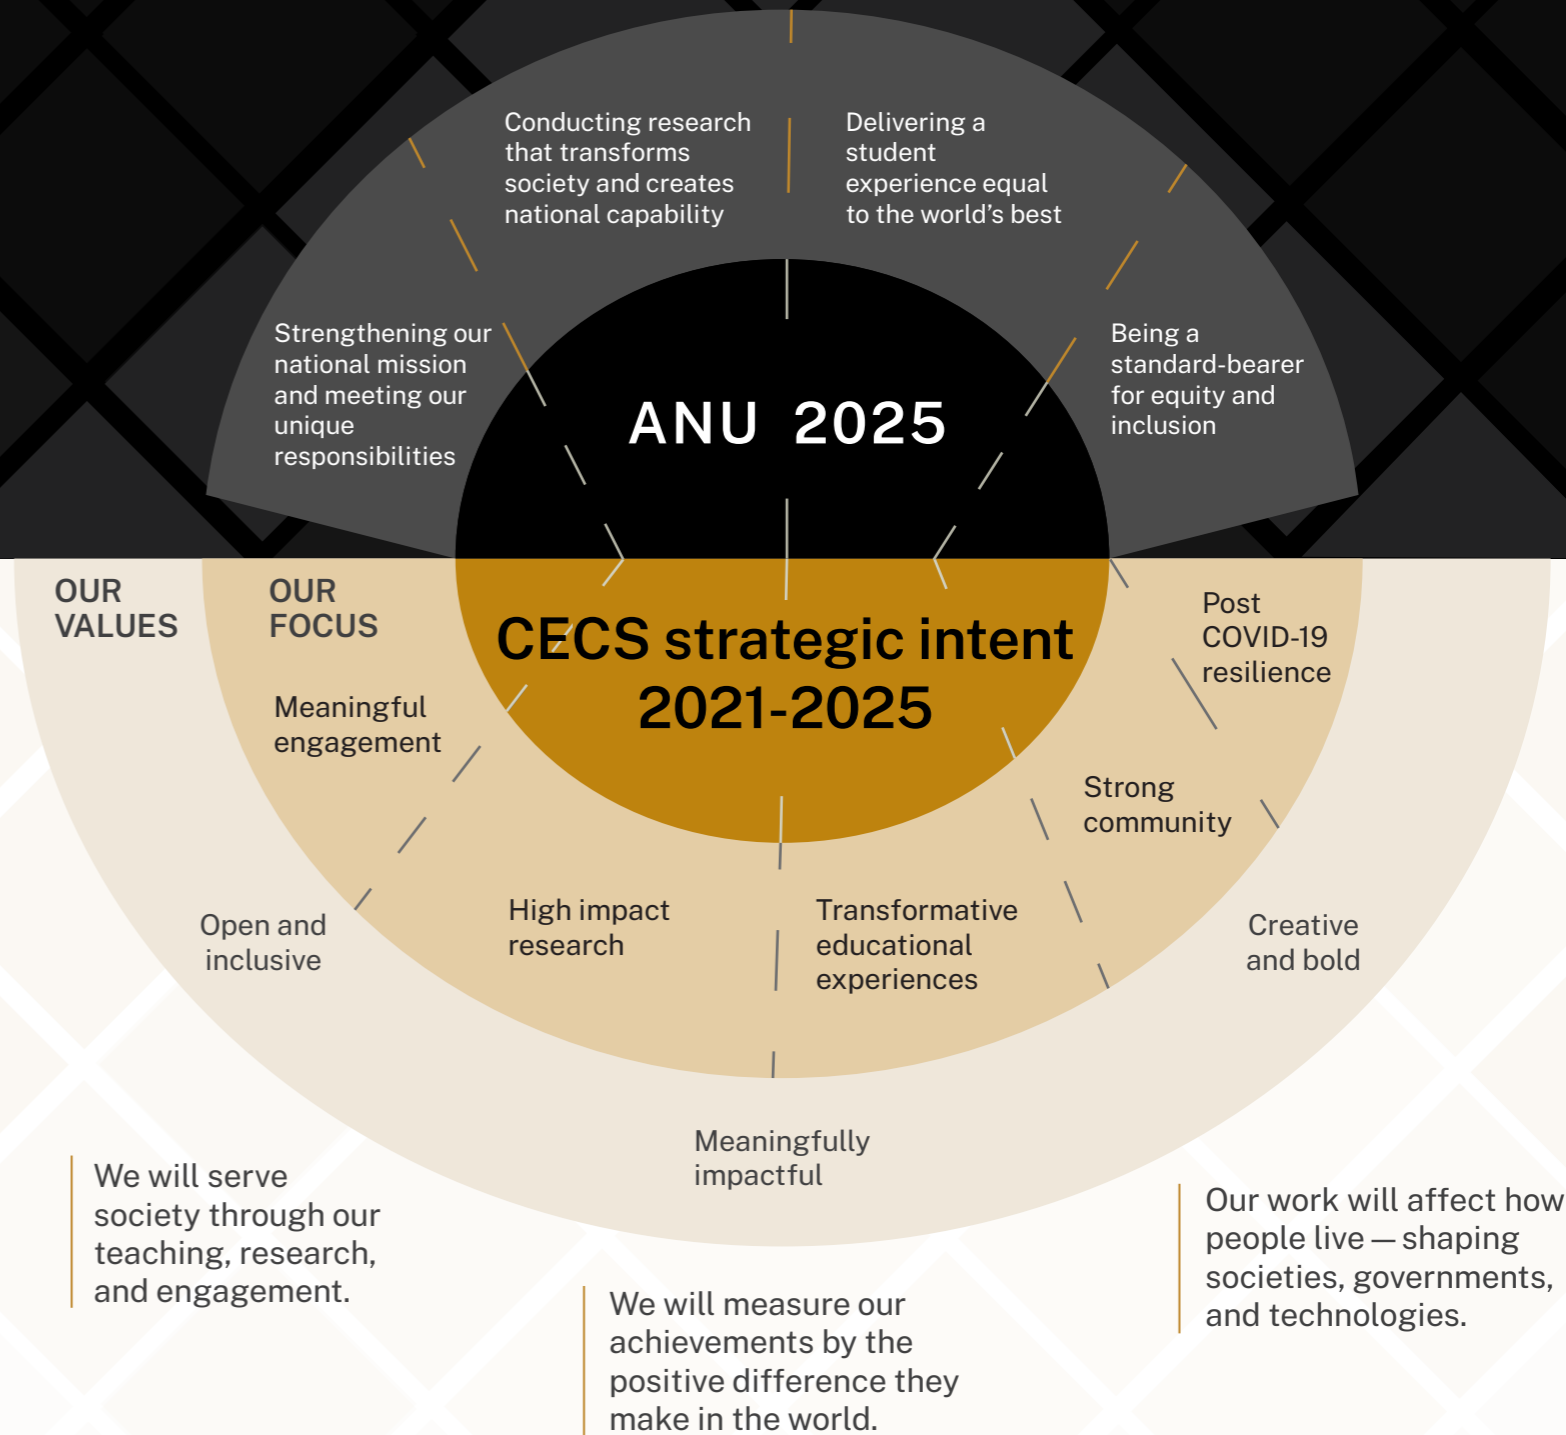 Conducting research
that transforms
society and creates
national capability
Delivering a
student
experience equal
to the world’s best
Strengthening our
national mission
and meeting our
unique
responsibilities
Being a
standard-bearer
for equity and
inclusion
ANU 2025
OUR
VALUES
OUR
FOCUS
CECS strategic intent
2021-2025
Post
COVID-19
resilience
Meaningful
engagement
Strong
community
High impact
research
Transformative
educational
experiences
Open and
inclusive
Creative
and bold
Meaningfully
impactful
We will serve
society through our
teaching, research,
and engagement.
We will measure our
achievements by the
positive difference they
make in the world.
Our work will affect how
people live — shaping
societies, governments,
and technologies.